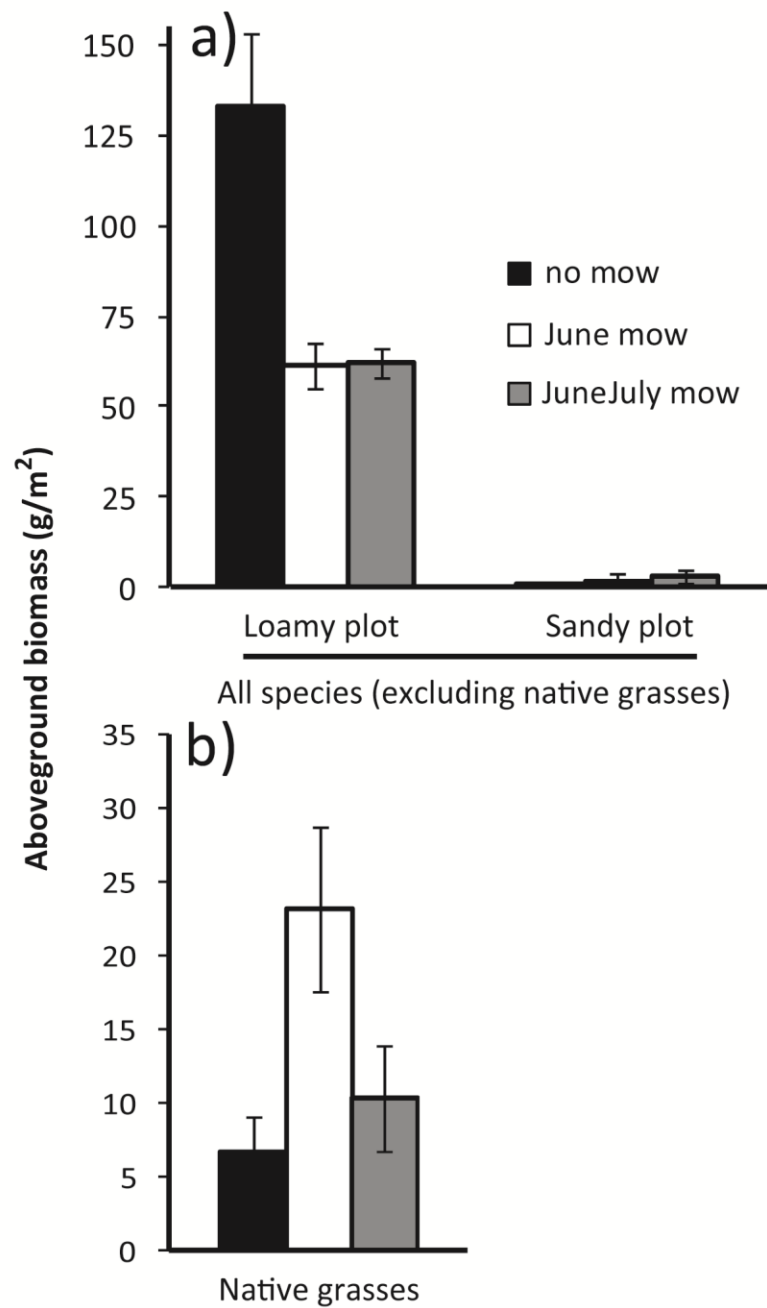 a)
150
125
100
75
50
25
0
no mow
June mow
JuneJuly mow
Loamy plot Sandy plot
All species (excluding native grasses)
Aboveground biomass (g/m²)
b)
35
30
25
20
15
10
5
0
Native grasses